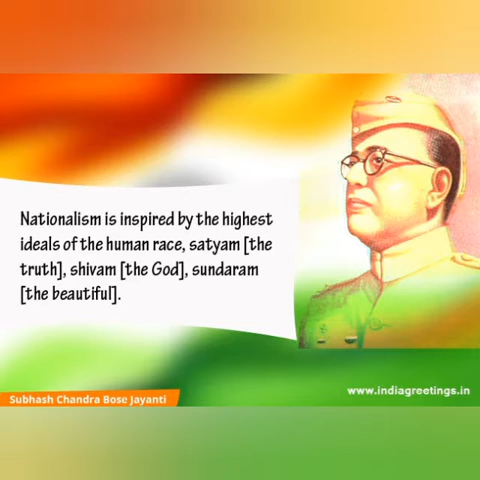 Nationalism is inspired by the highest
ideals of the human race, satyam [the
truth], shivam [the God], sundaram
[the beautiful].
www.indiagreetings.in
Subhash Chandra Bose Jayanti